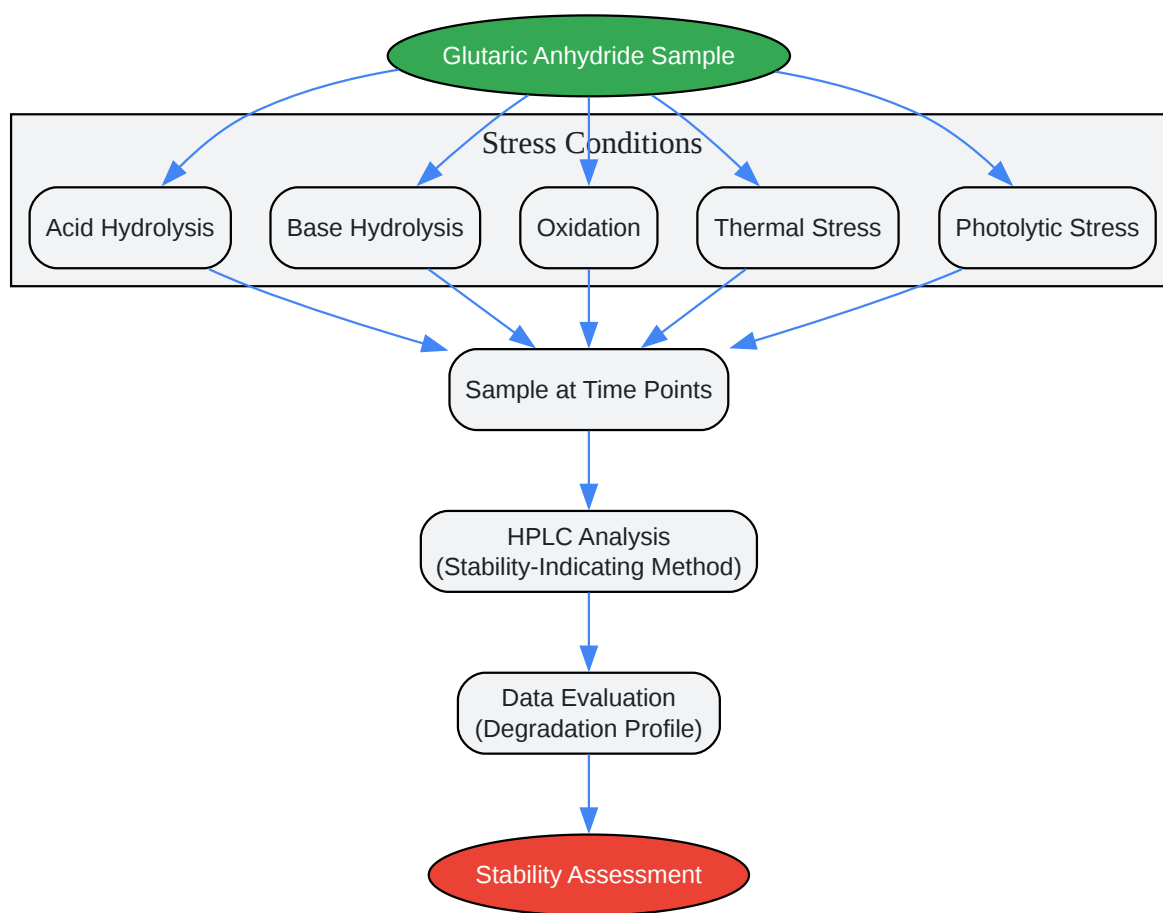 Glutaric Anhydride Sample
Stress Conditions
Acid Hydrolysis
Base Hydrolysis
Oxidation
Thermal Stress
Photolytic Stress
Sample at Time Points
HPLC Analysis
(Stability-Indicating Method)
Data Evaluation
(Degradation Profile)
Stability Assessment